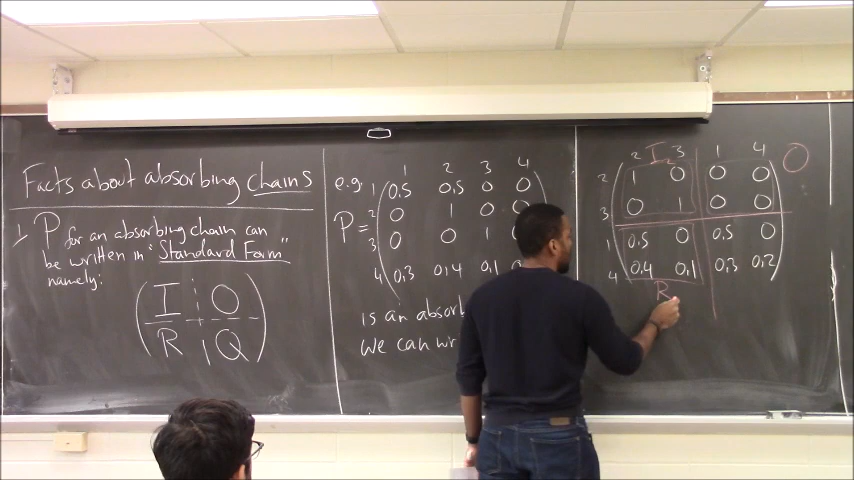 Facts about absorbing chains
1. P for an absorbing chain can
be written in "Standard Form"
namely:
I O
R Q
e.g.
1 2 3 4
1 0.5 0.5 0 0
P = 2 0 1 0 0
3 0 0 1
4 0.3 0.4 0.1
is an absorb
we can wr
2 I 3 1 4 O
2 1 0 0 0
3 0 1 0 0
1 0.5 0 0.5 0
4 0.4 0.1 0.3 0.2
R